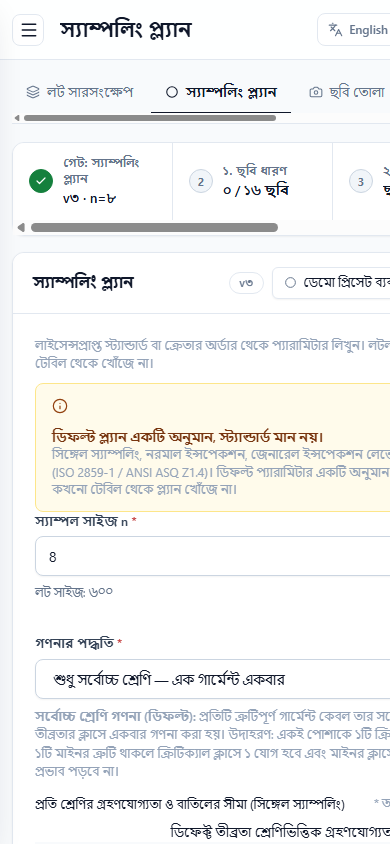 স্যাম্পলিং প্ল্যান
English
লট সারসংক্ষেপ
স্যাম্পলিং প্ল্যান
ছবি তোলা
গেট: স্যাম্পলিং
প্ল্যান
v৩ · n=৮
2
১. ছবি ধারণ
০ / ১৬ ছবি
3
স্যাম্পলিং প্ল্যান
v৩
ডেমো প্রিসেট
লাইসেন্সপ্রাপ্ত স্ট্যান্ডার্ড বা ক্রেতার অর্ডার থেকে প্যারামিটার লিখুন।
টেবিল থেকে খোঁজে না।
ডিফল্ট প্ল্যান একটি অনুমান, স্ট্যান্ডার্ড মান নয়।
সিঙ্গেল স্যাম্পলিং, নরমাল ইন্সপেকশন, জেনারেল ইন্সপেকশন
(ISO 2859-1 / ANSI ASQ Z1.4)। ডিফল্ট প্যারামিটার একটি অনুমান
কখনো টেবিল থেকে প্ল্যান খোঁজে না।
স্যাম্পল সাইজ n *
8
লট সাইজ: ৬০০
গণনার পদ্ধতি *
শুধু সর্বোচ্চ শ্রেণি — এক গার্মেন্ট একবার
সর্বোচ্চ শ্রেণি গণনা (ডিফল্ট): প্রতিটি ত্রুটিপূর্ণ গার্মেন্ট কেবল তার
তীব্রতার ক্লাসে একবার গণনা করা হয়। উদাহরণ: একই পোশাকে ১টি
১টি মাইনর ত্রুটি থাকলে ক্রিটিক্যাল ক্লাসে ১ যোগ হবে এবং মাইনর
প্রভাব পড়বে না।
প্রতি শ্রেণির গ্রহণযোগ্যতা ও বাতিলের সীমা (সিঙ্গেল স্যাম্পলিং)
*
ডিফেক্ট তীব্রতা শ্রেণিভিত্তিক গ্রহণযোগ্যতা